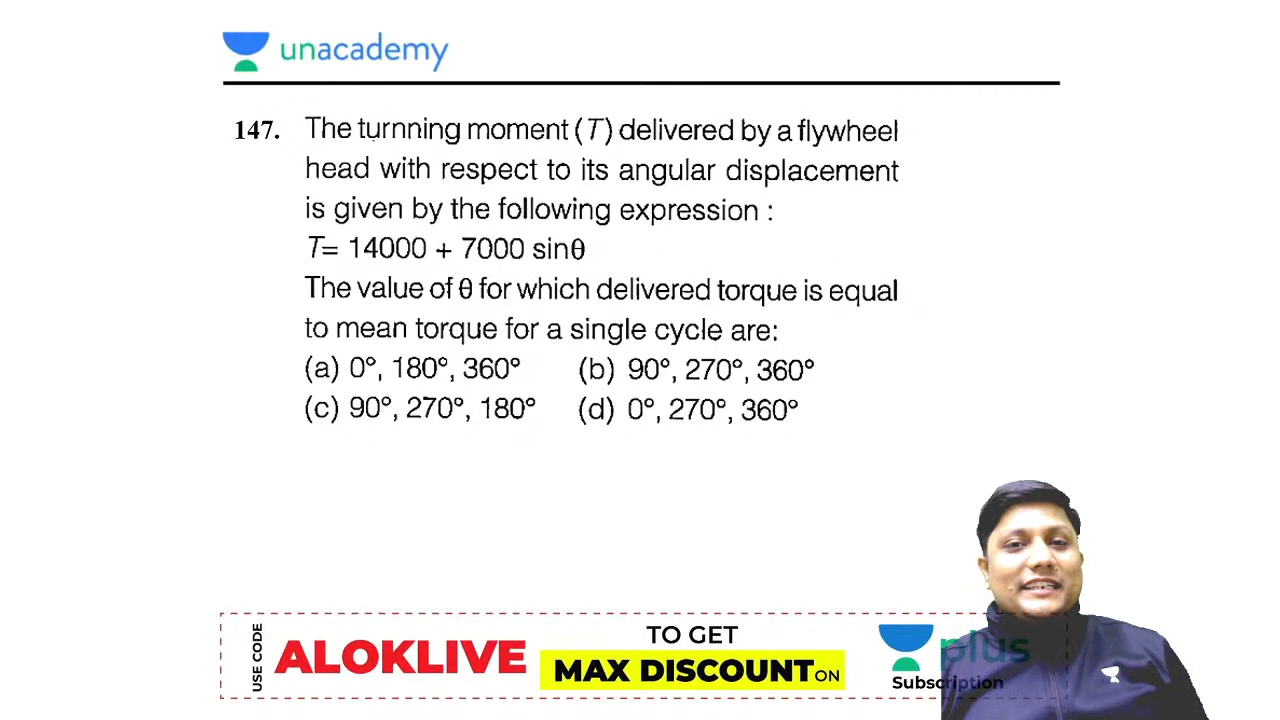 unacademy
147. The turnning moment (T) delivered by a flywheel
head with respect to its angular displacement
is given by the following expression :
T= 14000 + 7000 sinθ
The value of θ for which delivered torque is equal
to mean torque for a single cycle are:
(a) 0°, 180°, 360° (b) 90°, 270°, 360°
(c) 90°, 270°, 180° (d) 0°, 270°, 360°
USE CODE
ALOKLIVE
TO GET
MAX DISCOUNT ON
plus
Subscription